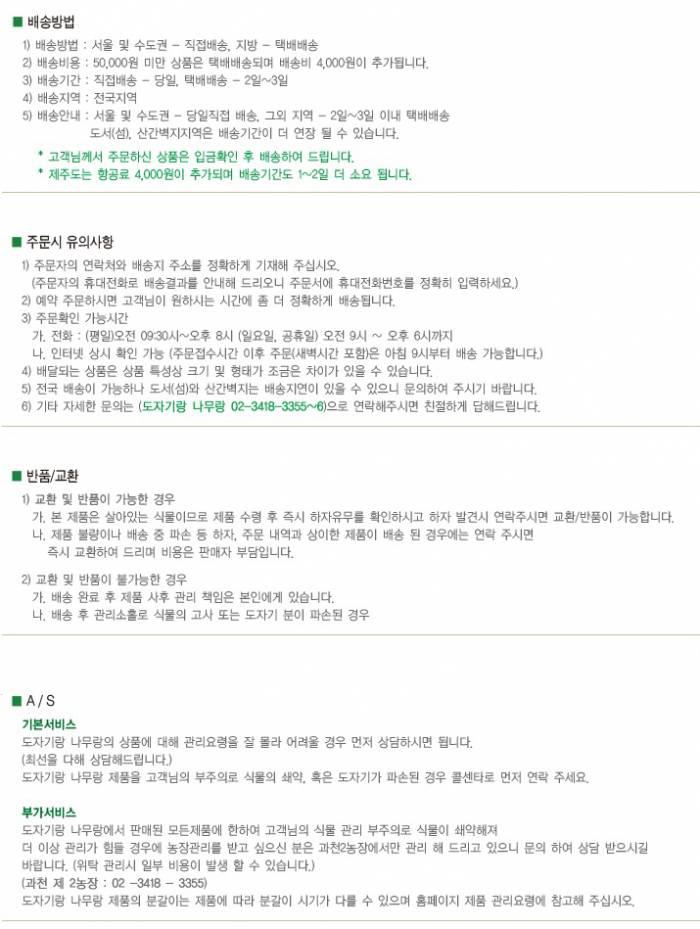 ■ 배송방법
1) 배송방법 : 서울 및 수도권 - 직접배송, 지방 - 택배배송
2) 배송비용 : 50,000원 미만 상품은 택배배송되며 배송비 4,000원이 추가됩니다.
3) 배송기간 : 직접배송 - 당일, 택배배송 - 2일~3일
4) 배송지역 : 전국지역
5) 배송안내 : 서울 및 수도권 - 당일직접 배송, 그외 지역 - 2일~3일 이내 택배배송
도서(섬), 산간벽지지역은 배송기간이 더 연장 될 수 있습니다.
* 고객님께서 주문하신 상품은 입금확인 후 배송하여 드립니다.
* 제주도는 항공료 4,000원이 추가되며 배송기간도 1~2일 더 소요 됩니다.
■ 주문시 유의사항
1) 주문자의 연락처와 배송지 주소를 정확하게 기재해 주십시오.
(주문자의 휴대전화로 배송결과를 안내해 드리오니 주문서에 휴대전화번호를 정확히 입력하세요.)
2) 예약 주문하시면 고객님이 원하시는 시간에 좀 더 정확하게 배송됩니다.
3) 주문확인 가능시간
가. 전화 : (평일)오전 09:30시~오후 8시 (일요일, 공휴일) 오전 9시 ~ 오후 6시까지
나. 인터넷 상시 확인 가능 (주문접수시간 이후 주문(새벽시간 포함)은 아침 9시부터 배송 가능합니다.)
4) 배달되는 상품은 상품 특성상 크기 및 형태가 조금은 차이가 있을 수 있습니다.
5) 전국 배송이 가능하나 도서(섬)와 산간벽지는 배송지연이 있을 수 있으니 문의하여 주시기 바랍니다.
6) 기타 자세한 문의는 (도자기랑 나무랑 02-3418-3355~6)으로 연락해주시면 친절하게 답해드립니다.
■ 반품/교환
1) 교환 및 반품이 가능한 경우
가. 본 제품은 살아있는 식물이므로 제품 수령 후 즉시 하자유무를 확인하시고 하자 발견시 연락주시면 교환/반품이 가능합니다.
나. 제품 불량이나 배송 중 파손 등 하자, 주문 내역과 상이한 제품이 배송 된 경우에는 연락 주시면
즉시 교환하여 드리며 비용은 판매자 부담입니다.
2) 교환 및 반품이 불가능한 경우
가. 배송 완료 후 제품 사후 관리 책임은 본인에게 있습니다.
나. 배송 후 관리소홀로 식물의 고사 또는 도자기 분이 파손된 경우
■ A / S
기본서비스
도자기랑 나무랑의 상품에 대해 관리요령을 잘 몰라 어려울 경우 먼저 상담하시면 됩니다.
(최선을 다해 상담해드립니다.)
도자기랑 나무랑 제품을 고객님의 부주의로 식물의 쇄약, 혹은 도자기가 파손된 경우 콜센타로 먼저 연락 주세요.
부가서비스
도자기랑 나무랑에서 판매된 모든제품에 한하여 고객님의 식물 관리 부주의로 식물이 쇄약해져
더 이상 관리가 힘들 경우에 농장관리를 받고 싶으신 분은 과천2농장에서만 관리 해 드리고 있으니 문의 하여 상담 받으시길
바랍니다. (위탁 관리시 일부 비용이 발생 할 수 있습니다.)
(과천 제 2농장 : 02 -3418 - 3355)
도자기랑 나무랑 제품의 분갈이는 제품에 따라 분갈이 시기가 다를 수 있으며 홈페이지 제품 관리요령에 참고해 주십시오.